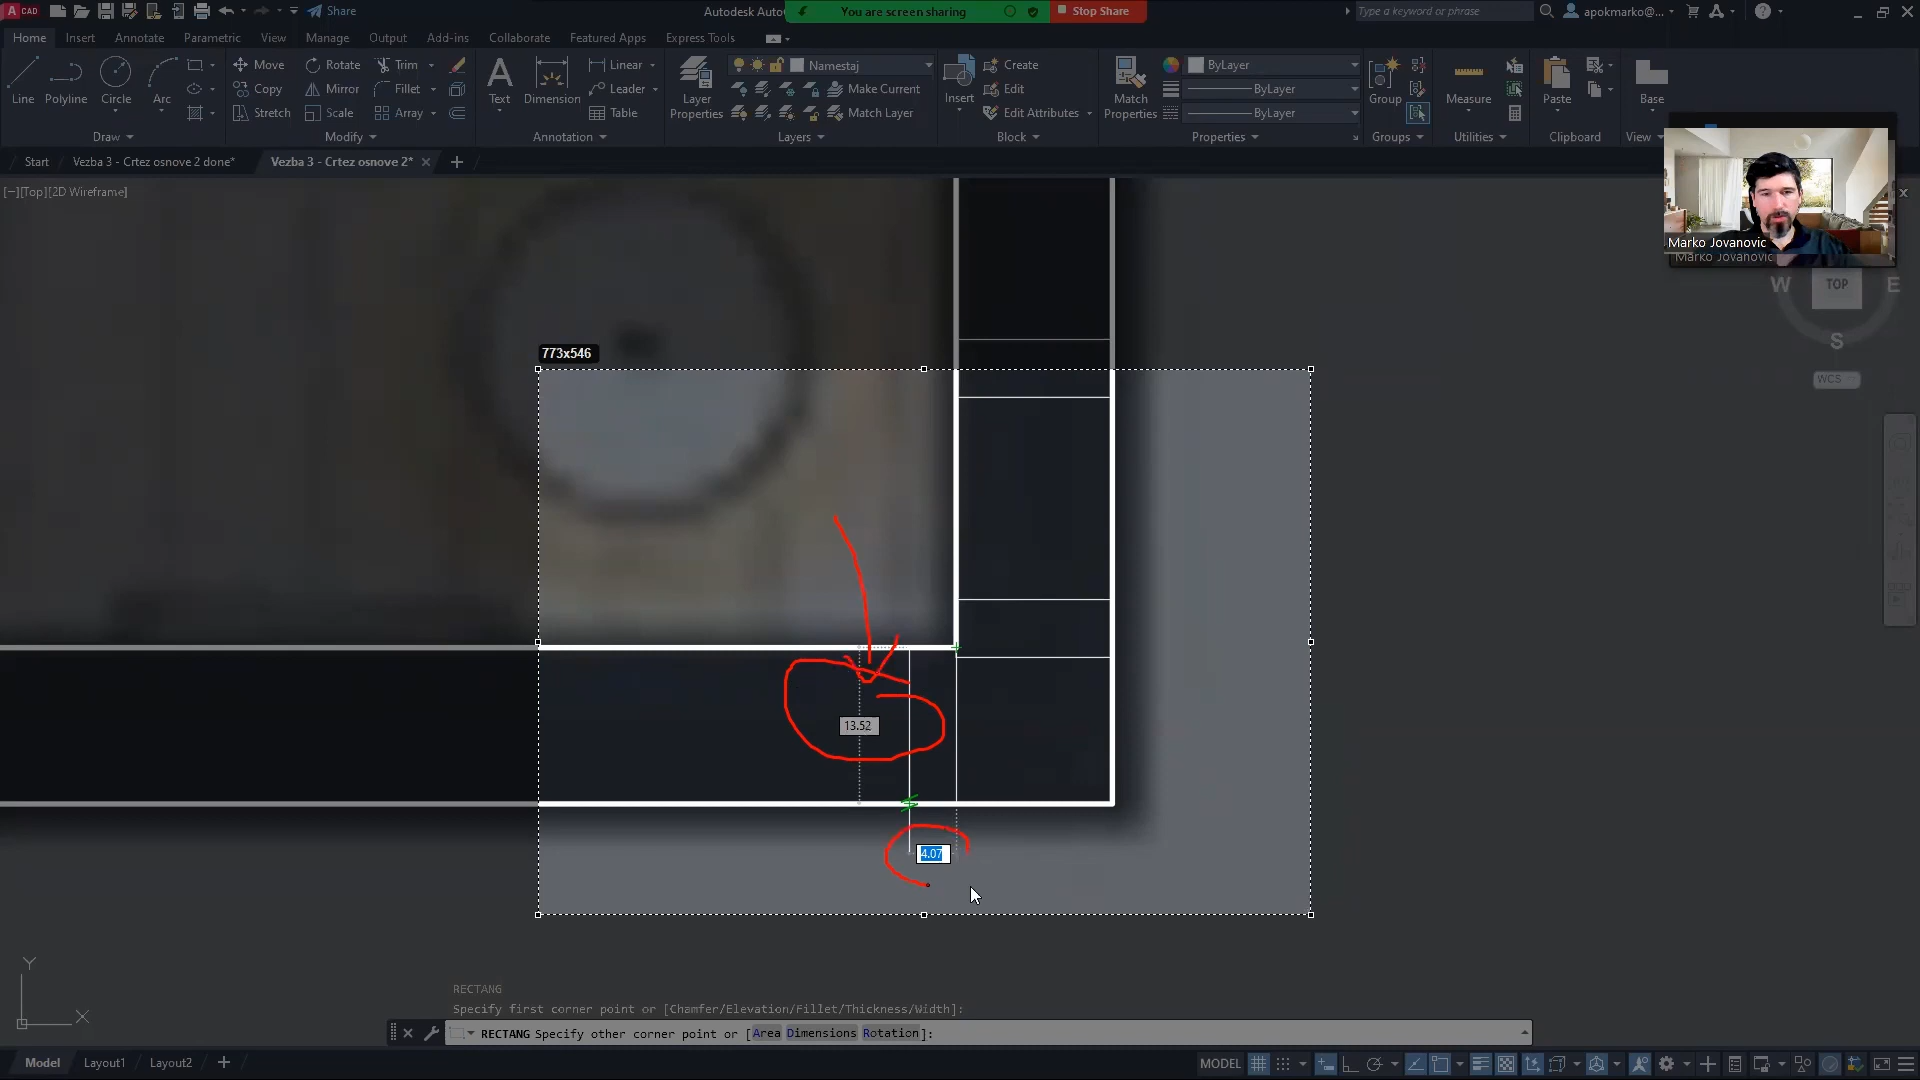 CAD
Share
Autodesk Auto
You are screen sharing
Stop Share
Type a keyword or phrase
apokmarko@...
Home
Insert
Annotate
Parametric
View
Manage
Output
Add-ins
Collaborate
Featured Apps
Express Tools
Line
Polyline
Circle
Arc
Move
Rotate
Trim
Copy
Mirror
Fillet
Stretch
Scale
Array
Text
Dimension
Linear
Leader
Table
Layer
Properties
Namestaj
Make Current
Match Layer
Insert
Create
Edit
Edit Attributes
Match
Properties
ByLayer
ByLayer
ByLayer
Group
Measure
Paste
Base
Draw
Modify
Annotation
Layers
Block
Properties
Groups
Utilities
Clipboard
View
Start
Vezba 3 - Crtez osnove 2 done*
Vezba 3 - Crtez osnove 2*
[−][Top][2D Wireframe]
Marko Jovanovic
Marko Jovanovic
W
TOP
E
S
WCS
773x546
13.52
4.07
Y
X
RECTANG
Specify first corner point or [Chamfer/Elevation/Fillet/Thickness/Width]:
RECTANG Specify other corner point or [Area Dimensions Rotation]:
Model
Layout1
Layout2
MODEL